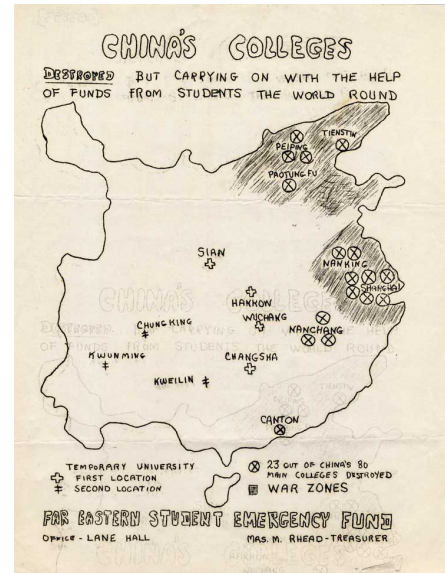 CHINA'S COLLEGES
DESTROYED BUT CARRYING ON WITH THE HELP
OF FUNDS FROM STUDENTS THE WORLD ROUND
TIENSTIN
PEIPING
PAOTUNG FU
SIAN
NANKING
SHANGHAI
HANKOW
WUCHANG
CHUNGKING
NANCHANG
KWUNMING
CHANGSHA
KWEILIN
CANTON
TEMPORARY UNIVERSITY
FIRST LOCATION
SECOND LOCATION
23 OUT OF CHINA'S 80
MAIN COLLEGES DESTROYED
WAR ZONES
FAR EASTERN STUDENT EMERGENCY FUND
OFFICE - LANE HALL MRS. M. RHEAD - TREASURER